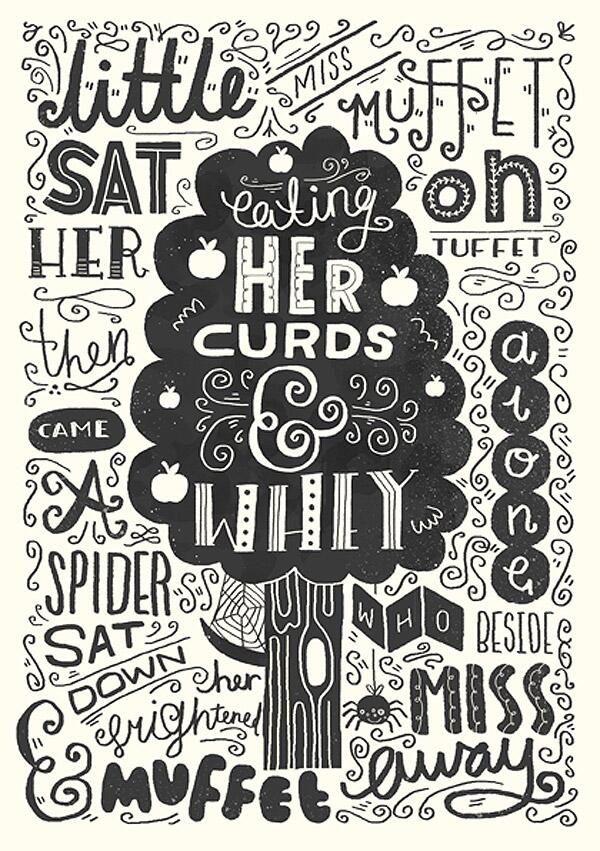 little MISS MUFFET
SAT on
HER TUFFET
eating
HER
CURDS
&
WHEY
alone
then
CAME
A
SPIDER
WHO
SAT
DOWN
BESIDE
her
& frightened
MISS
MUFFET
away